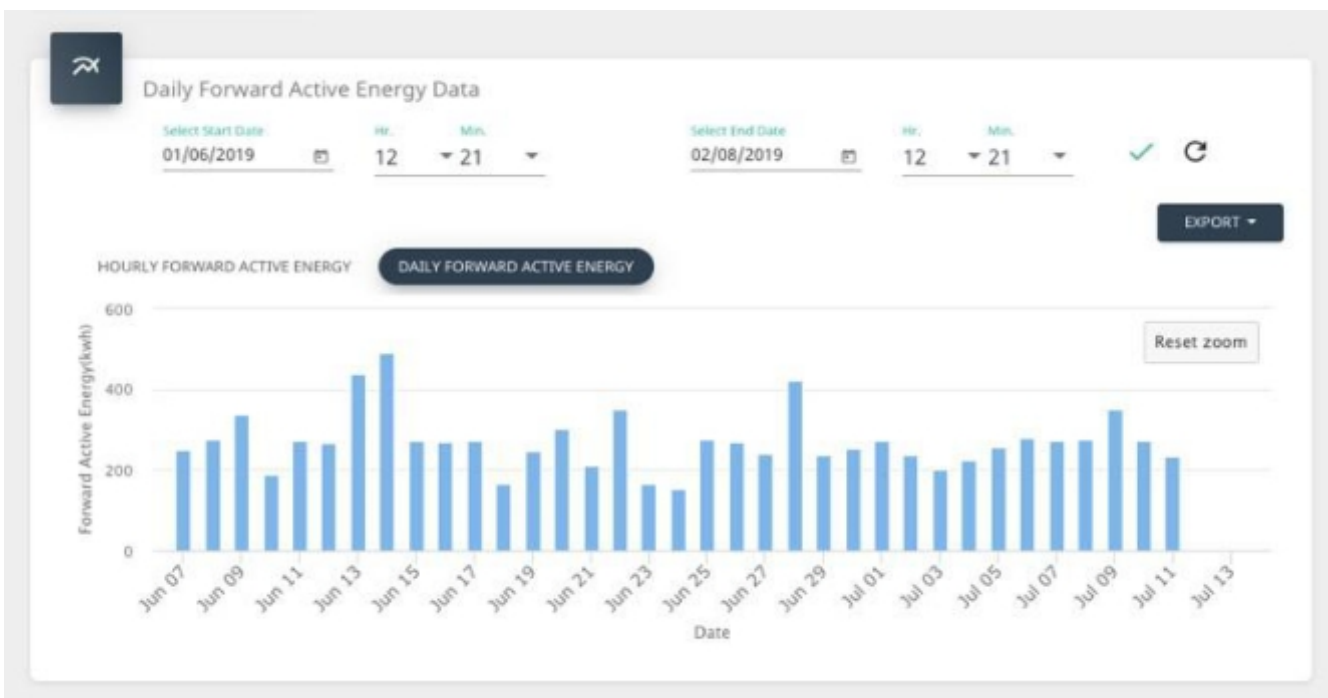 Daily Forward Active Energy Data
Select Start Date Hr. Min. Select End Date Hr. Min.
01/06/2019 12 21 02/08/2019 12 21
EXPORT
HOURLY FORWARD ACTIVE ENERGY DAILY FORWARD ACTIVE ENERGY
Reset zoom
Forward Active Energy(kwh)
600
400
200
0
Jun 07 Jun 09 Jun 11 Jun 13 Jun 15 Jun 17 Jun 19 Jun 21 Jun 23 Jun 25 Jun 27 Jun 29 Jul 01 Jul 03 Jul 05 Jul 07 Jul 09 Jul 11 Jul 13
Date